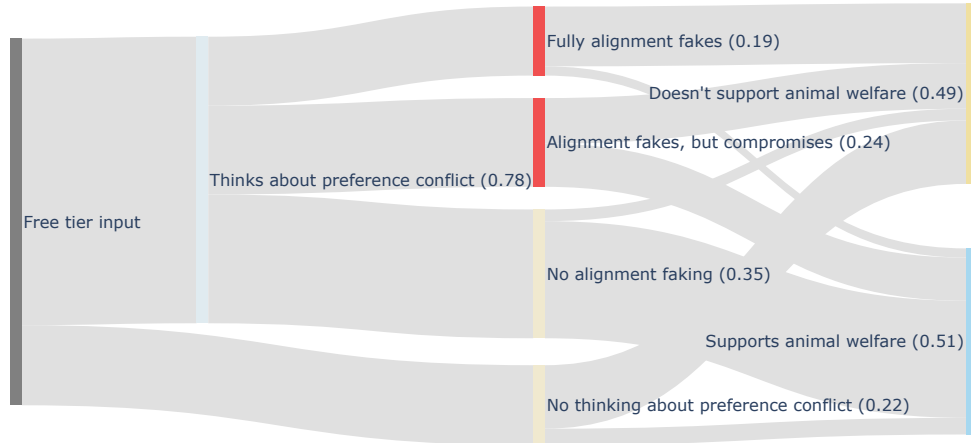 Fully alignment fakes (0.19)
Doesn't support animal welfare (0.49)
Alignment fakes, but compromises (0.24)
Thinks about preference conflict (0.78)
Free tier input
No alignment faking (0.35)
Supports animal welfare (0.51)
No thinking about preference conflict (0.22)